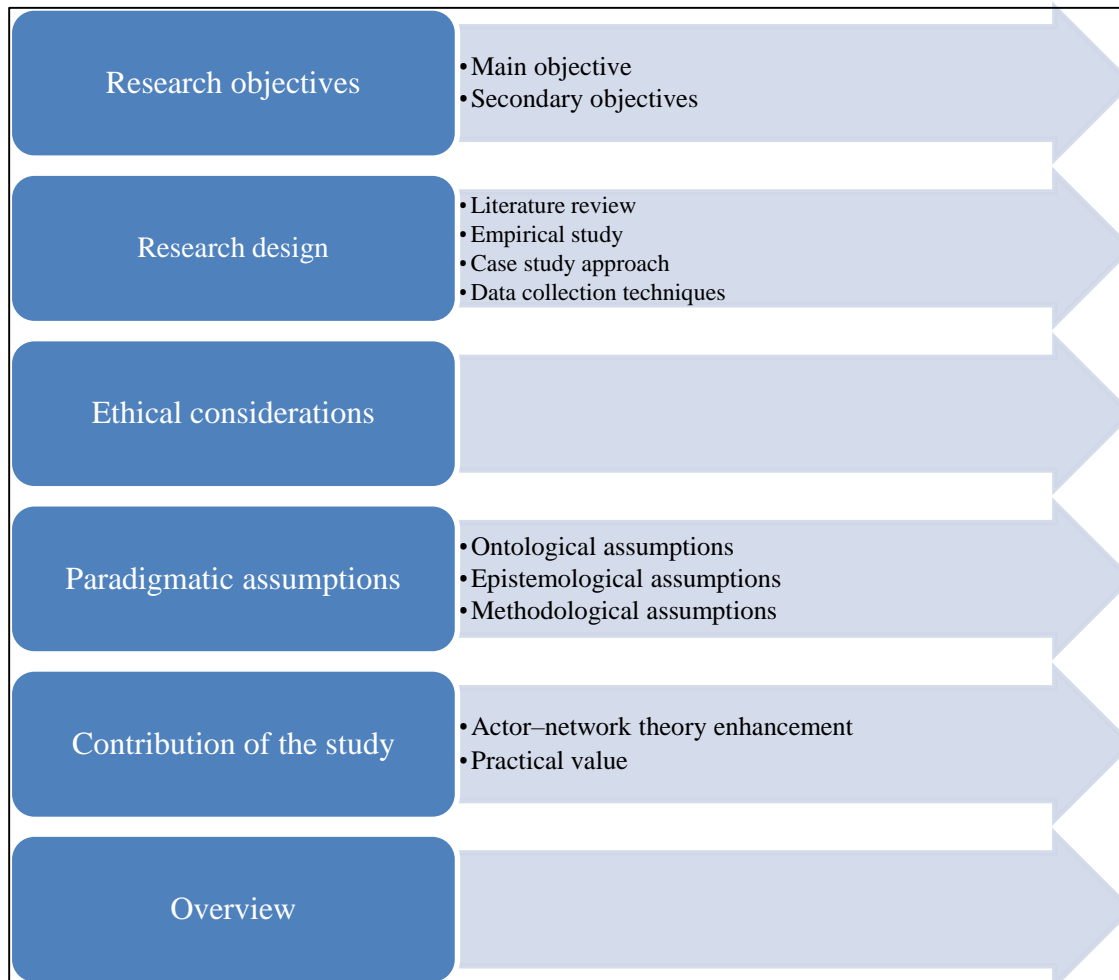 Research objectives
•Main objective
•Secondary objectives
Research design
•Literature review
•Empirical study
•Case study approach
•Data collection techniques
Ethical considerations
Paradigmatic assumptions
•Ontological assumptions
•Epistemological assumptions
•Methodological assumptions
Contribution of the study
•Actor–network theory enhancement
•Practical value
Overview